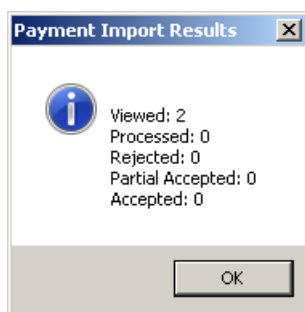 Payment Import Results
Viewed: 2
Processed: 0
Rejected: 0
Partial Accepted: 0
Accepted: 0
OK